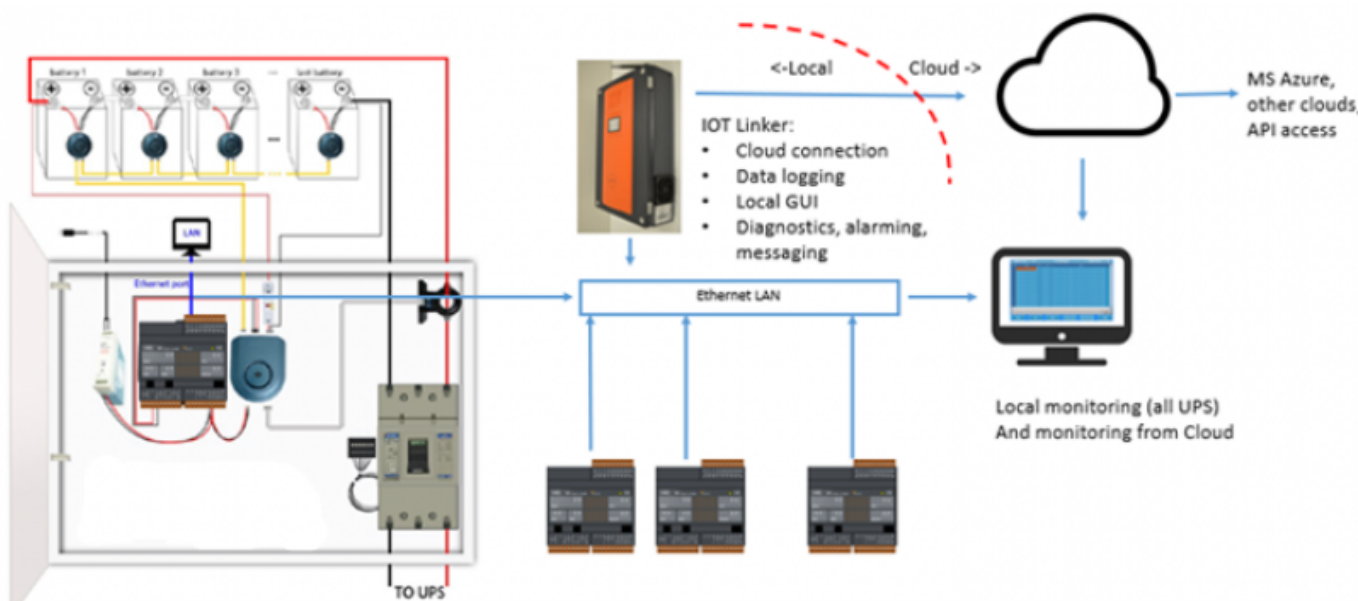 Battery 1
Battery 2
Battery 3
Last battery
LAN
Ethernet port
TO UPS
<-Local
Cloud ->
IOT Linker:
• Cloud connection
• Data logging
• Local GUI
• Diagnostics, alarming,
messaging
MS Azure,
other clouds,
API access
Ethernet LAN
Local monitoring (all UPS)
And monitoring from Cloud